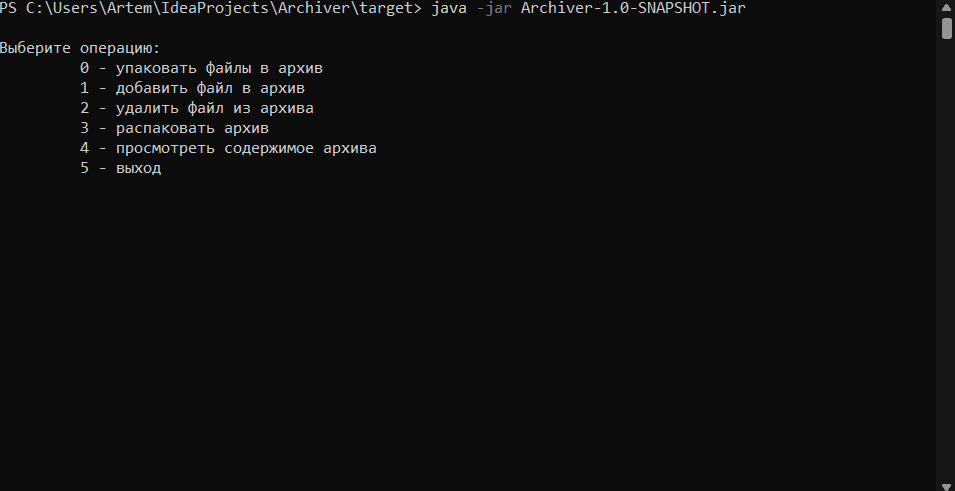 PS C:\Users\Artem\IdeaProjects\Archiver\target> java -jar Archiver-1.0-SNAPSHOT.jar
Выберите операцию:
0 - упаковать файлы в архив
1 - добавить файл в архив
2 - удалить файл из архива
3 - распаковать архив
4 - просмотреть содержимое архива
5 - выход